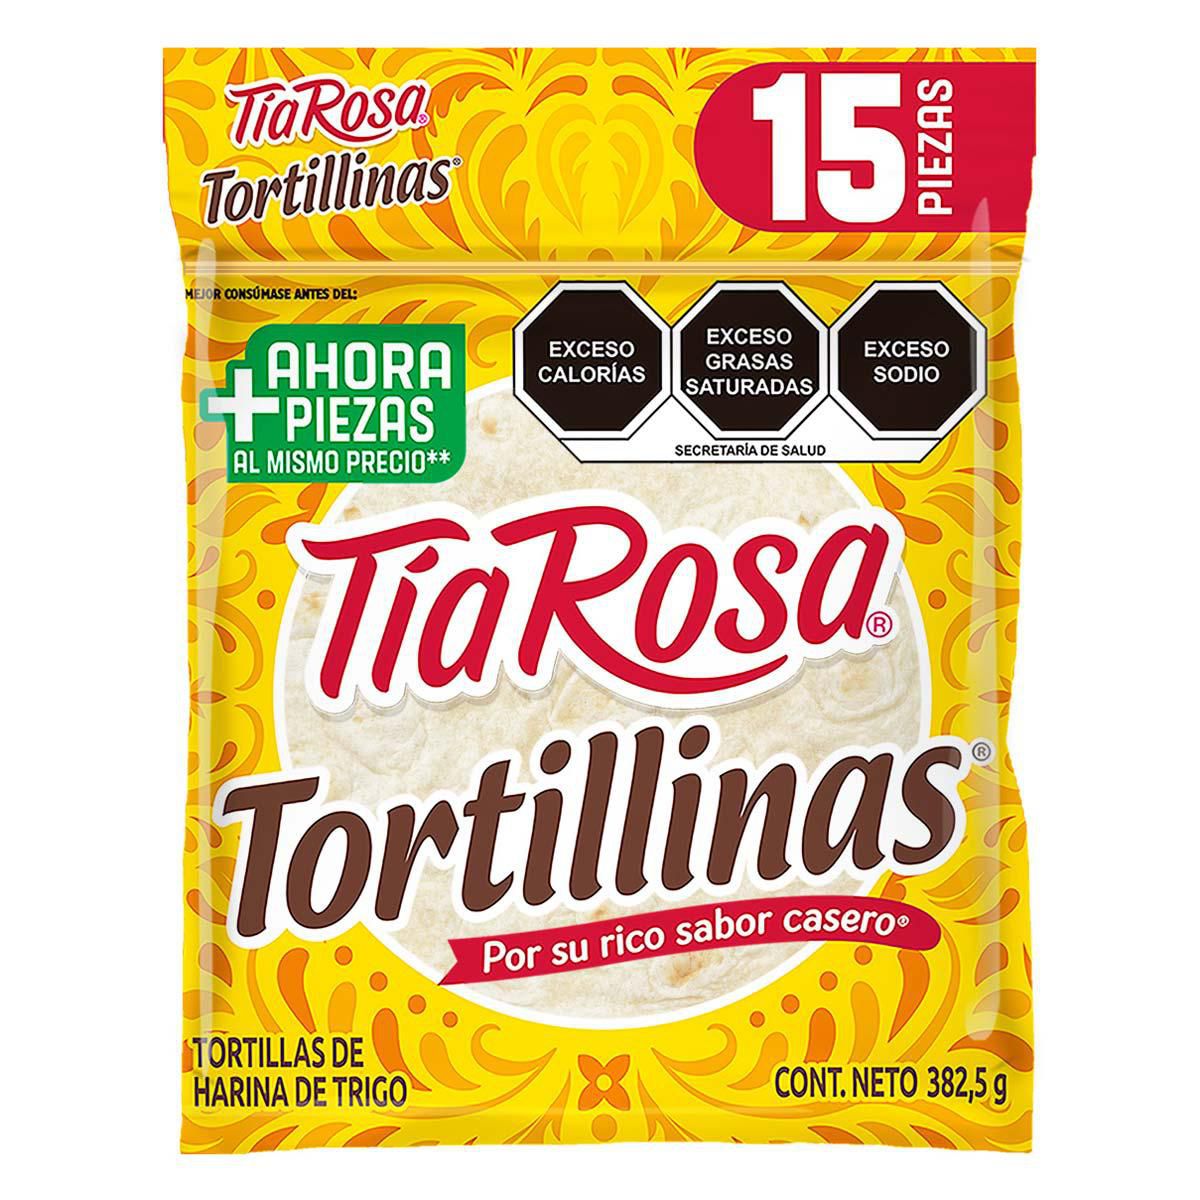 TíaRosa®
Tortillinas®
15
PIEZAS
MEJOR CONSÚMASE ANTES DEL:
+ AHORA
PIEZAS
AL MISMO PRECIO**
EXCESO
CALORÍAS
EXCESO
GRASAS
SATURADAS
EXCESO
SODIO
SECRETARÍA DE SALUD
TíaRosa®
Tortillinas®
Por su rico sabor casero®
TORTILLAS DE
HARINA DE TRIGO
CONT. NETO 382,5 g